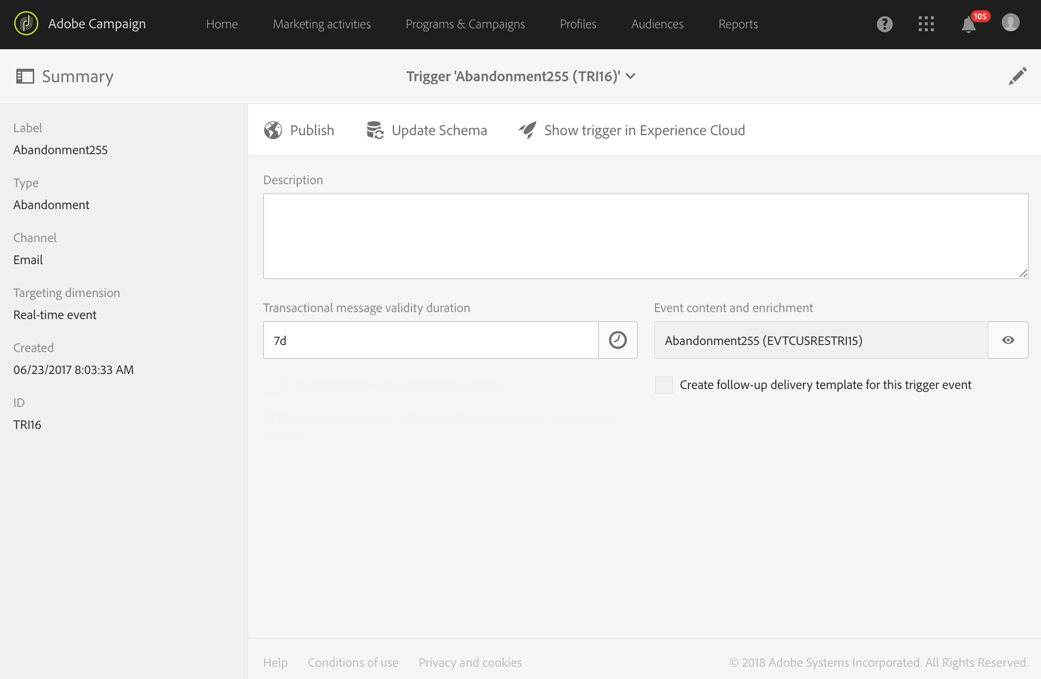 Adobe Campaign
Home
Marketing activities
Programs & Campaigns
Profiles
Audiences
Reports
105
Summary
Trigger 'Abandonment255 (TRI16)'
Label
Abandonment255
Type
Abandonment
Channel
Email
Targeting dimension
Real-time event
Created
06/23/2017 8:03:33 AM
ID
TRI16
Publish
Update Schema
Show trigger in Experience Cloud
Description
Transactional message validity duration
7d
Event content and enrichment
Abandonment255 (EVTCUSRESTRI15)
Create follow-up delivery template for this trigger event
Help
Conditions of use
Privacy and cookies
© 2018 Adobe Systems Incorporated. All Rights Reserved.